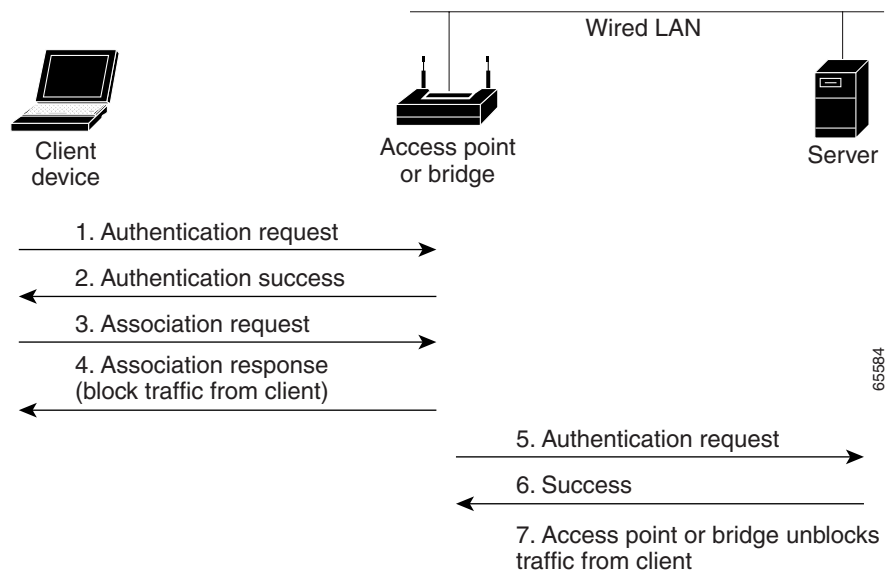 Wired LAN
Client
device
Access point
or bridge
Server
1. Authentication request
2. Authentication success
3. Association request
4. Association response
(block traffic from client)
65584
5. Authentication request
6. Success
7. Access point or bridge unblocks
traffic from client